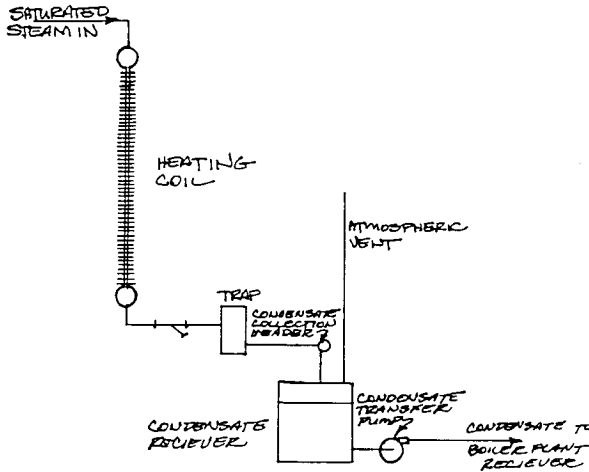 SATURATED
STEAM IN
HEATING
COIL
ATMOSPHERIC
VENT
TRAP
CONDENSATE
COLLECTION
HEADER
CONDENSATE
TRANSFER
PUMP
CONDENSATE
RECIEVER
CONDENSATE TO
BOILER PLANT
RECIEVER